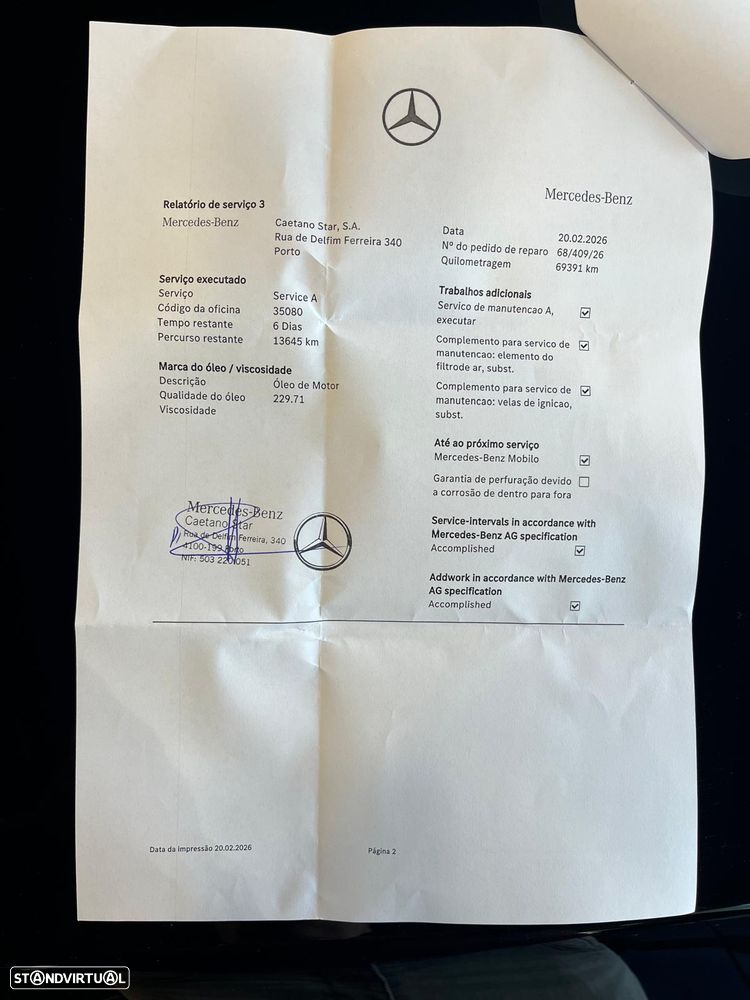 Mercedes-Benz
Relatório de serviço 3
Mercedes-Benz
Caetano Star, S.A.
Rua de Delfim Ferreira 340
Porto
Data 20.02.2026
N° do pedido de reparo 68/409/26
Quilometragem 69391 km
Serviço executado
Serviço Service A
Código da oficina 35080
Tempo restante 6 Dias
Percurso restante 13645 km
Marca do óleo / viscosidade
Descrição Óleo de Motor
Qualidade do óleo 229.71
Viscosidade
Trabalhos adicionais
Servico de manutencao A,
executar
Complemento para servico de
manutencao: elemento do
filtrode ar, subst.
Complemento para servico de
manutencao: velas de ignicao,
subst.
Até ao próximo serviço
Mercedes-Benz Mobilo
Garantia de perfuração devido
a corrosão de dentro para fora
Service-intervals in accordance with
Mercedes-Benz AG specification
Accomplished
Addwork in accordance with Mercedes-Benz
AG specification
Accomplished
Mercedes-Benz
Caetano Star
Rua de Delfim Ferreira, 340
4100-199 Porto
NIF: 503 220 051
Data da impressão 20.02.2026
Página 2
STANDVIRTUAL